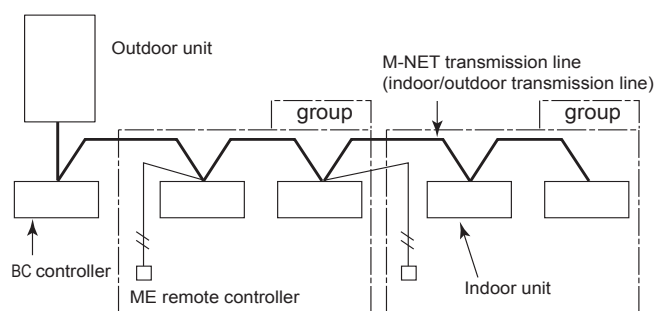 Outdoor unit
M-NET transmission line
(indoor/outdoor transmission line)
group
group
BC controller
ME remote controller
Indoor unit